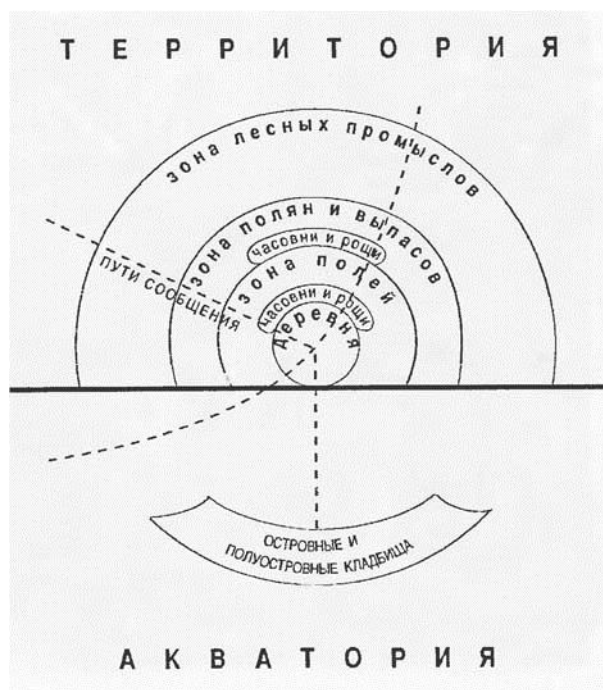 ТЕРРИТОРИЯ
зона лесных промыслов
зона полян и выпасов
часовни и рощи
зона полей
ПУТИ СООБЩЕНИЯ
часовни и рощи
деревня
ОСТРОВНЫЕ И
ПОЛУОСТРОВНЫЕ КЛАДБИЩА
АКВАТОРИЯ